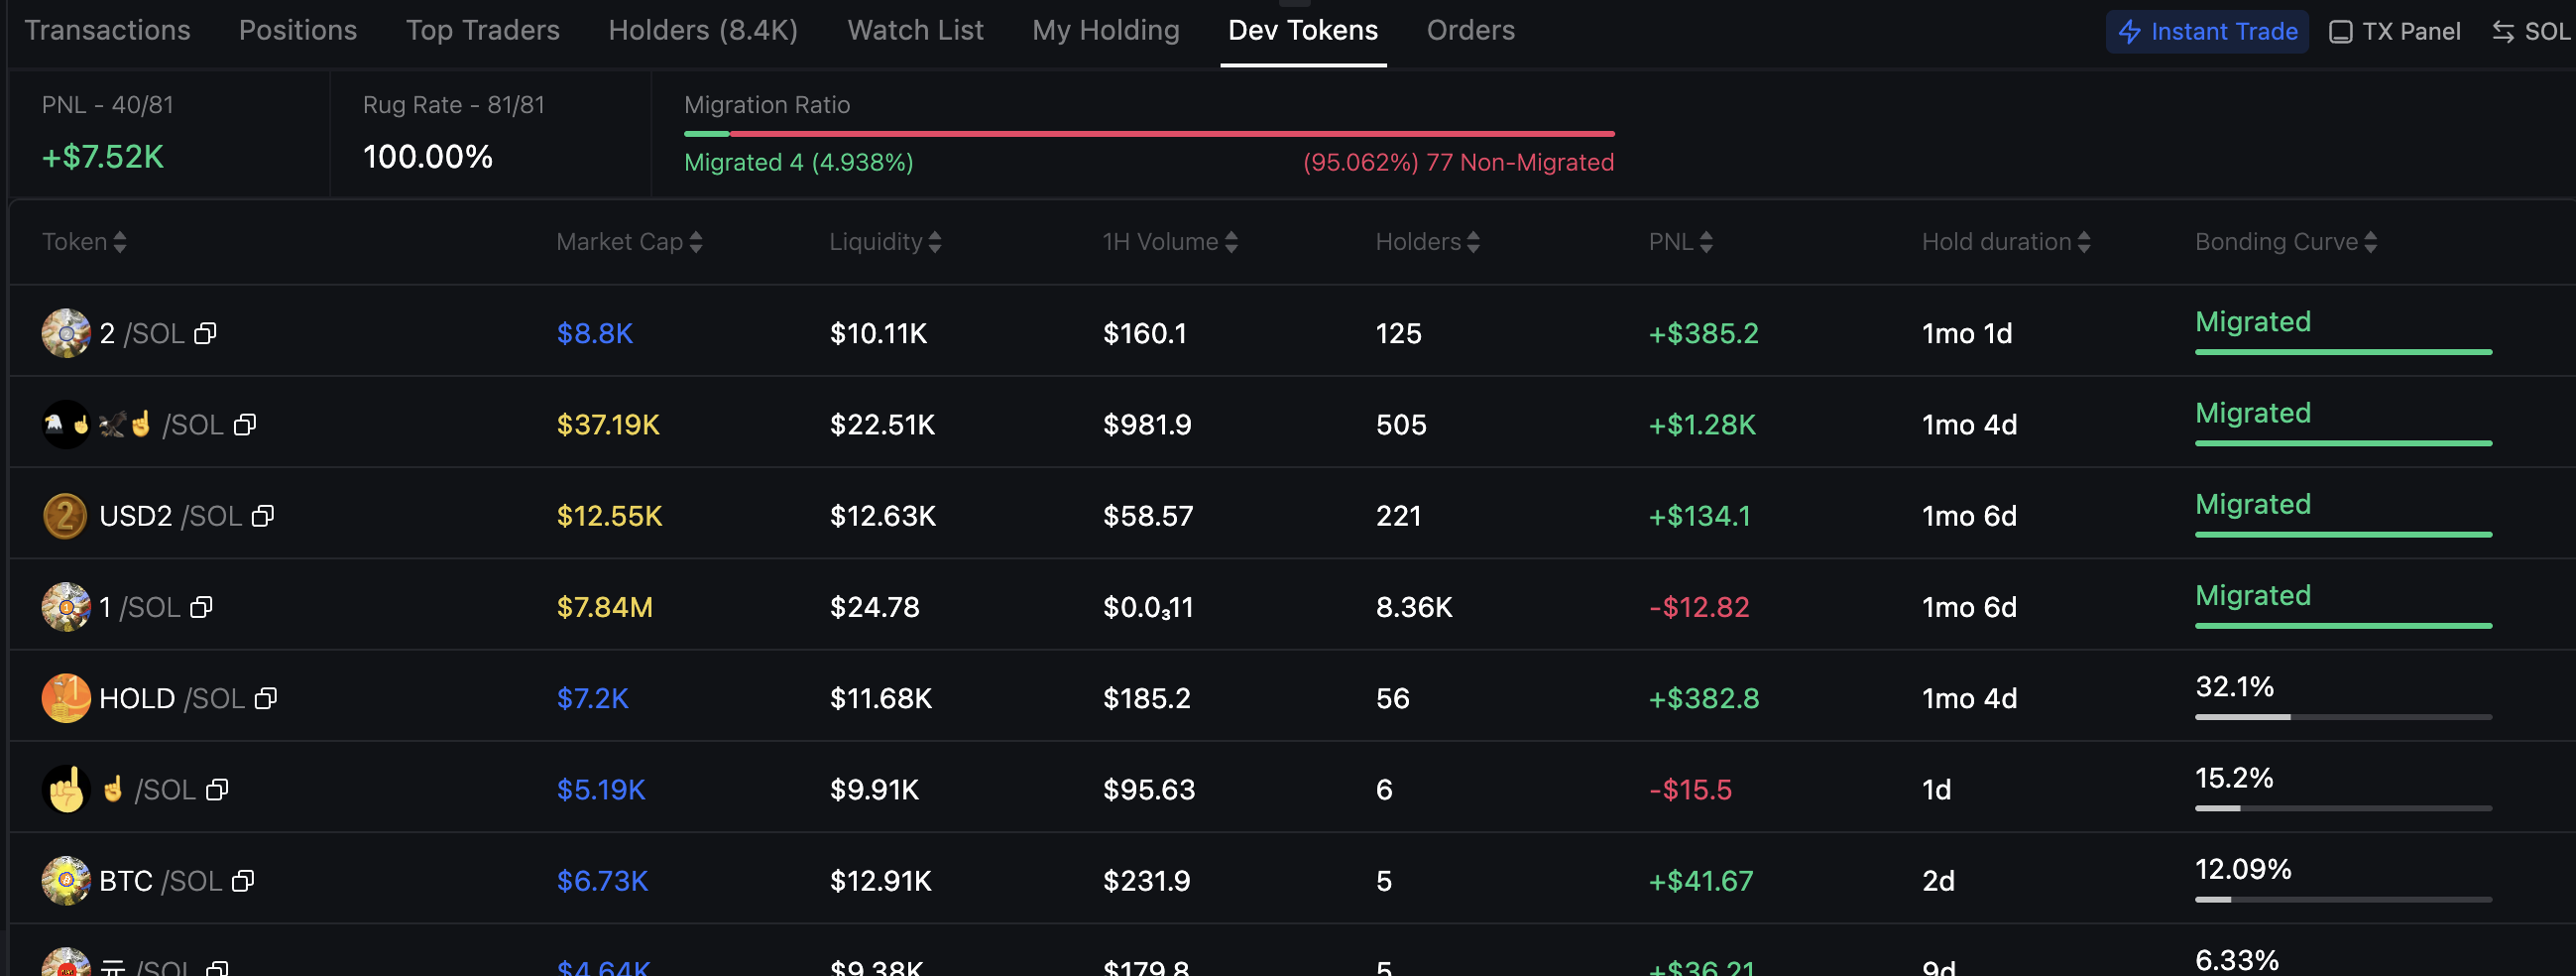 Transactions Positions Top Traders Holders (8.4K) Watch List My Holding Dev Tokens Orders Instant Trade TX Panel SOL
PNL - 40/81 Rug Rate - 81/81 Migration Ratio
+$7.52K 100.00% Migrated 4 (4.938%) (95.062%) 77 Non-Migrated
Token Market Cap Liquidity 1H Volume Holders PNL Hold duration Bonding Curve
2 /SOL $8.8K $10.11K $160.1 125 +$385.2 1mo 1d Migrated
🦅☝️ /SOL $37.19K $22.51K $981.9 505 +$1.28K 1mo 4d Migrated
USD2 /SOL $12.55K $12.63K $58.57 221 +$134.1 1mo 6d Migrated
1 /SOL $7.84M $24.78 $0.0₃11 8.36K -$12.82 1mo 6d Migrated
HOLD /SOL $7.2K $11.68K $185.2 56 +$382.8 1mo 4d 32.1%
☝️ /SOL $5.19K $9.91K $95.63 6 -$15.5 1d 15.2%
BTC /SOL $6.73K $12.91K $231.9 5 +$41.67 2d 12.09%
/SOL $4.64K $9.38K $179.8 5 +$36.21 9d 6.33%